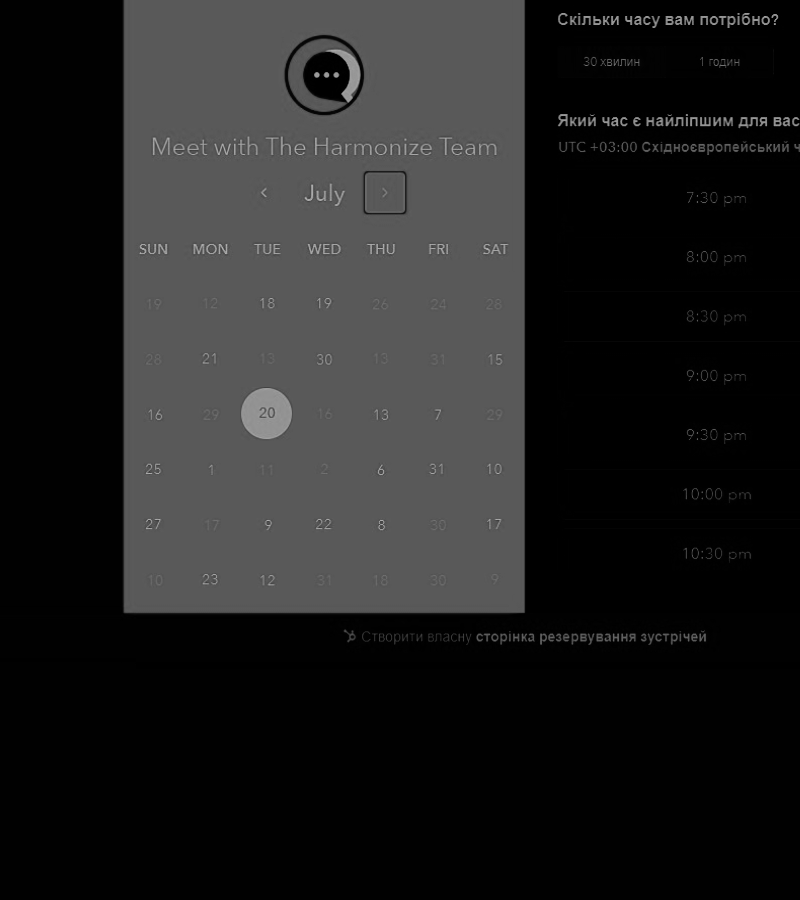 Meet with The Harmonize Team
July
SUN MON TUE WED THU FRI SAT
19 12 18 19 26 24 28
28 21 13 30 13 31 15
16 29 20 16 13 7 29
25 1 11 2 6 31 10
27 17 9 22 8 30 17
10 23 12 31 18 30 9
Скільки часу вам потрібно?
30 хвилин 1 годин
Який час є найліпшим для вас
UTC +03:00 Східноєвропейський ч
7:30 pm
8:00 pm
8:30 pm
9:00 pm
9:30 pm
10:00 pm
10:30 pm
Створити власну сторінка резервування зустрічей